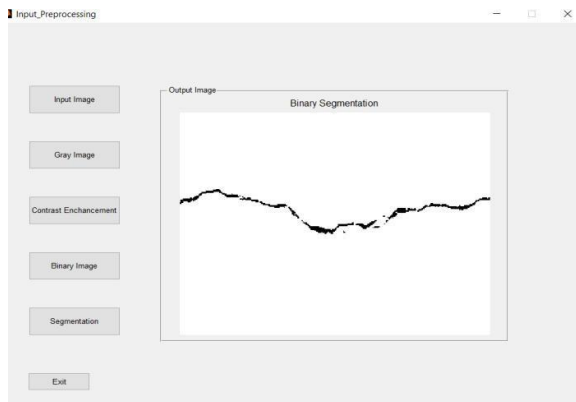 Input_Preprocessing
Output Image
Binary Segmentation
Input Image
Gray Image
Contrast Enchancement
Binary Image
Segmentation
Exit